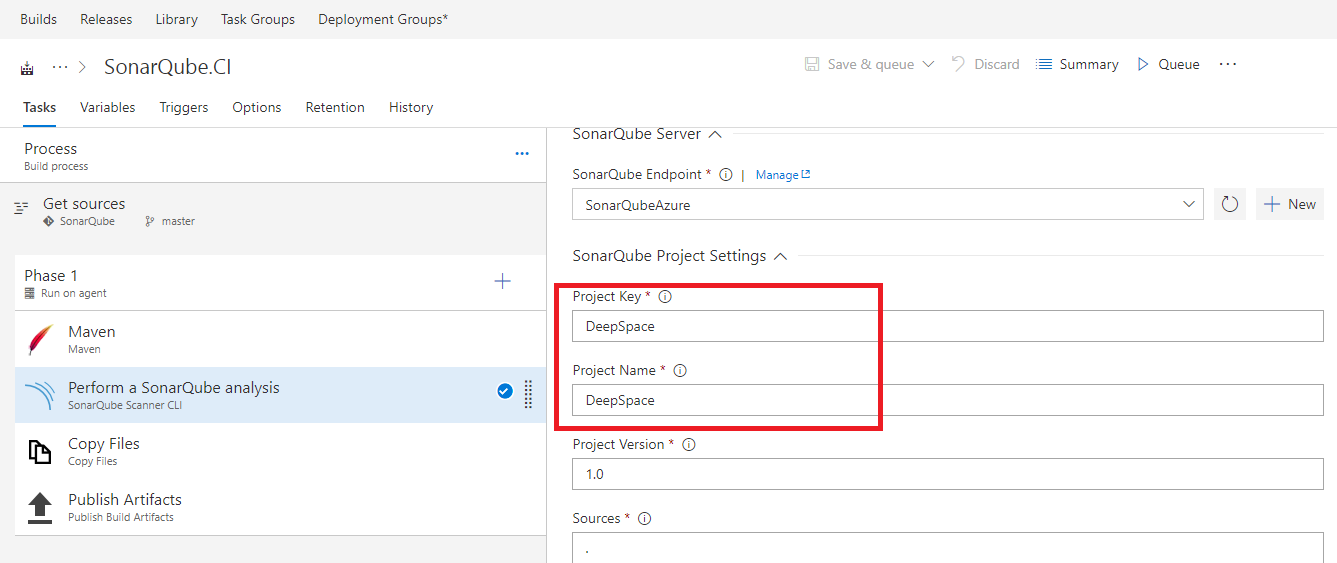 Builds Releases Library Task Groups Deployment Groups*
··· > SonarQube.CI Save & queue Discard Summary Queue ···
Tasks Variables Triggers Options Retention History
Process
Build process
Get sources
SonarQube master
Phase 1
Run on agent
Maven
Maven
Perform a SonarQube analysis
SonarQube Scanner CLI
Copy Files
Copy Files
Publish Artifacts
Publish Build Artifacts
SonarQube Server
SonarQube Endpoint * | Manage
SonarQubeAzure
New
SonarQube Project Settings
Project Key *
DeepSpace
Project Name *
DeepSpace
Project Version *
1.0
Sources *
.